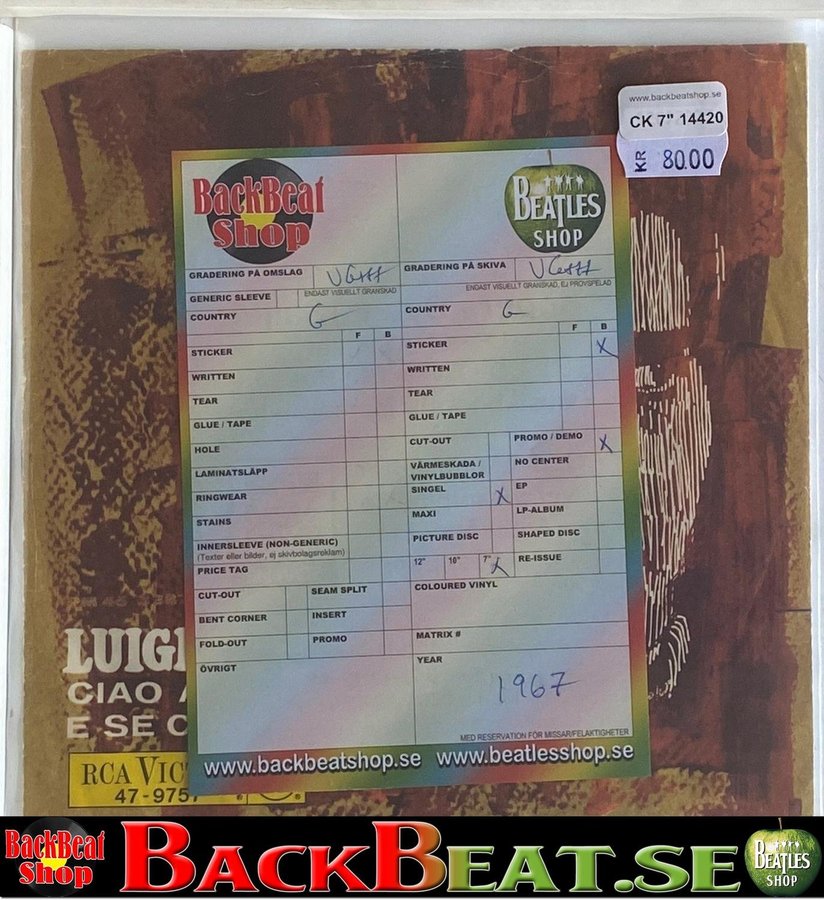 www.backbeatshop.se
CK 7" 14420
KR 80.00
BackBeat
Shop
BEATLES
SHOP
GRADERING PÅ OMSLAG
GRADERING PÅ SKIVA
ENDAST VISUELLT GRANSKAD
ENDAST VISUELLT GRANSKAD, EJ PROVSPELAD
GENERIC SLEEVE
COUNTRY G
COUNTRY G
F B
F B
STICKER
STICKER X
WRITTEN
WRITTEN
TEAR
TEAR
GLUE / TAPE
GLUE / TAPE
HOLE
CUT-OUT
PROMO / DEMO X
LAMINATSLÄPP
VÄRMESKADA /
VINYLBUBBLOR
NO CENTER
RINGWEAR
SINGEL X
EP
STAINS
MAXI
LP-ALBUM
INNERSLEEVE (NON-GENERIC)
(Texter eller bilder, ej skivbolagsreklam)
PICTURE DISC
SHAPED DISC
PRICE TAG
12" 10" 7" X
RE-ISSUE
CUT-OUT
SEAM SPLIT
COLOURED VINYL
BENT CORNER
INSERT
FOLD-OUT
PROMO
MATRIX #
ÖVRIGT
YEAR
1967
MED RESERVATION FÖR MISSAR/FELAKTIGHETER
www.backbeatshop.se www.beatlesshop.se
LUIGI
CIAO
E SE
RCA VIC
47-975
BackBeat
Shop
BACKBEAT.SE
BEATLES
SHOP